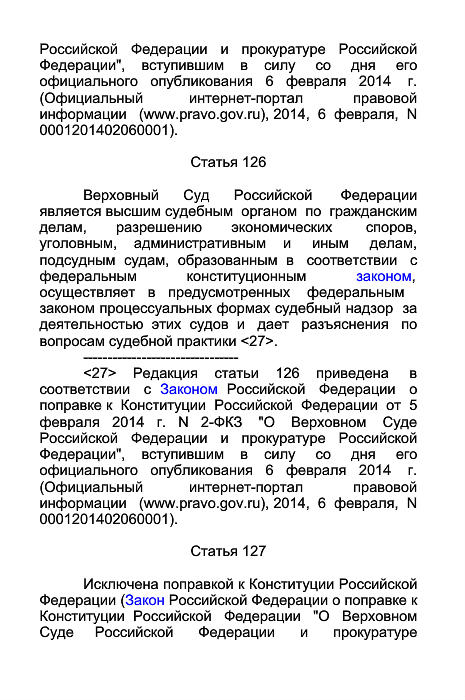 Российской Федерации и прокуратуре Российской
Федерации", вступившим в силу со дня его
официального опубликования 6 февраля 2014 г.
(Официальный интернет-портал правовой
информации (www.pravo.gov.ru), 2014, 6 февраля, N
0001201402060001).
Статья 126
Верховный Суд Российской Федерации
является высшим судебным органом по гражданским
делам, разрешению экономических споров,
уголовным, административным и иным делам,
подсудным судам, образованным в соответствии с
федеральным конституционным законом,
осуществляет в предусмотренных федеральным
законом процессуальных формах судебный надзор за
деятельностью этих судов и дает разъяснения по
вопросам судебной практики <27>.
--------------------------------
<27> Редакция статьи 126 приведена в
соответствии с Законом Российской Федерации о
поправке к Конституции Российской Федерации от 5
февраля 2014 г. N 2-ФКЗ "О Верховном Суде
Российской Федерации и прокуратуре Российской
Федерации", вступившим в силу со дня его
официального опубликования 6 февраля 2014 г.
(Официальный интернет-портал правовой
информации (www.pravo.gov.ru), 2014, 6 февраля, N
0001201402060001).
Статья 127
Исключена поправкой к Конституции Российской
Федерации (Закон Российской Федерации о поправке к
Конституции Российской Федерации "О Верховном
Суде Российской Федерации и прокуратуре